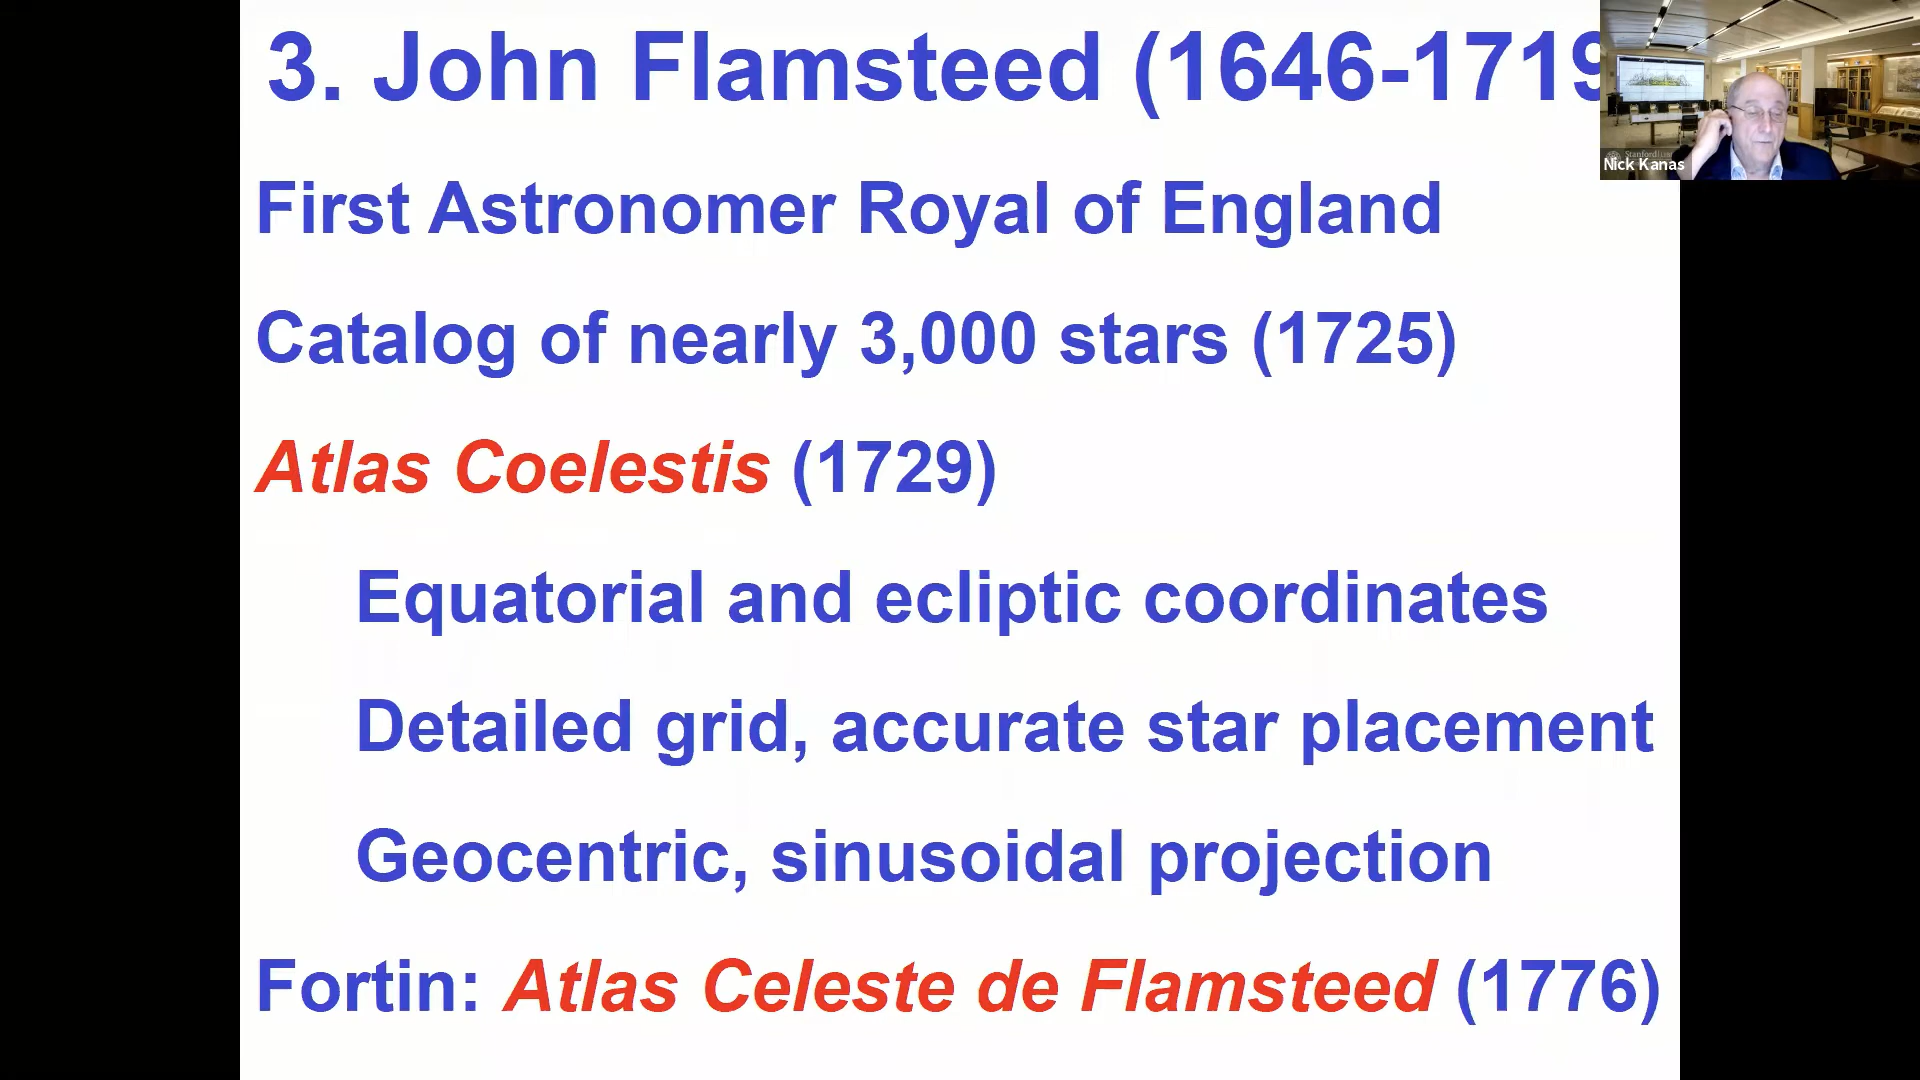 3. John Flamsteed (1646-1719
First Astronomer Royal of England
Catalog of nearly 3,000 stars (1725)
Atlas Coelestis (1729)
Equatorial and ecliptic coordinates
Detailed grid, accurate star placement
Geocentric, sinusoidal projection
Fortin: Atlas Celeste de Flamsteed (1776)
Stanford
Nick Kanas